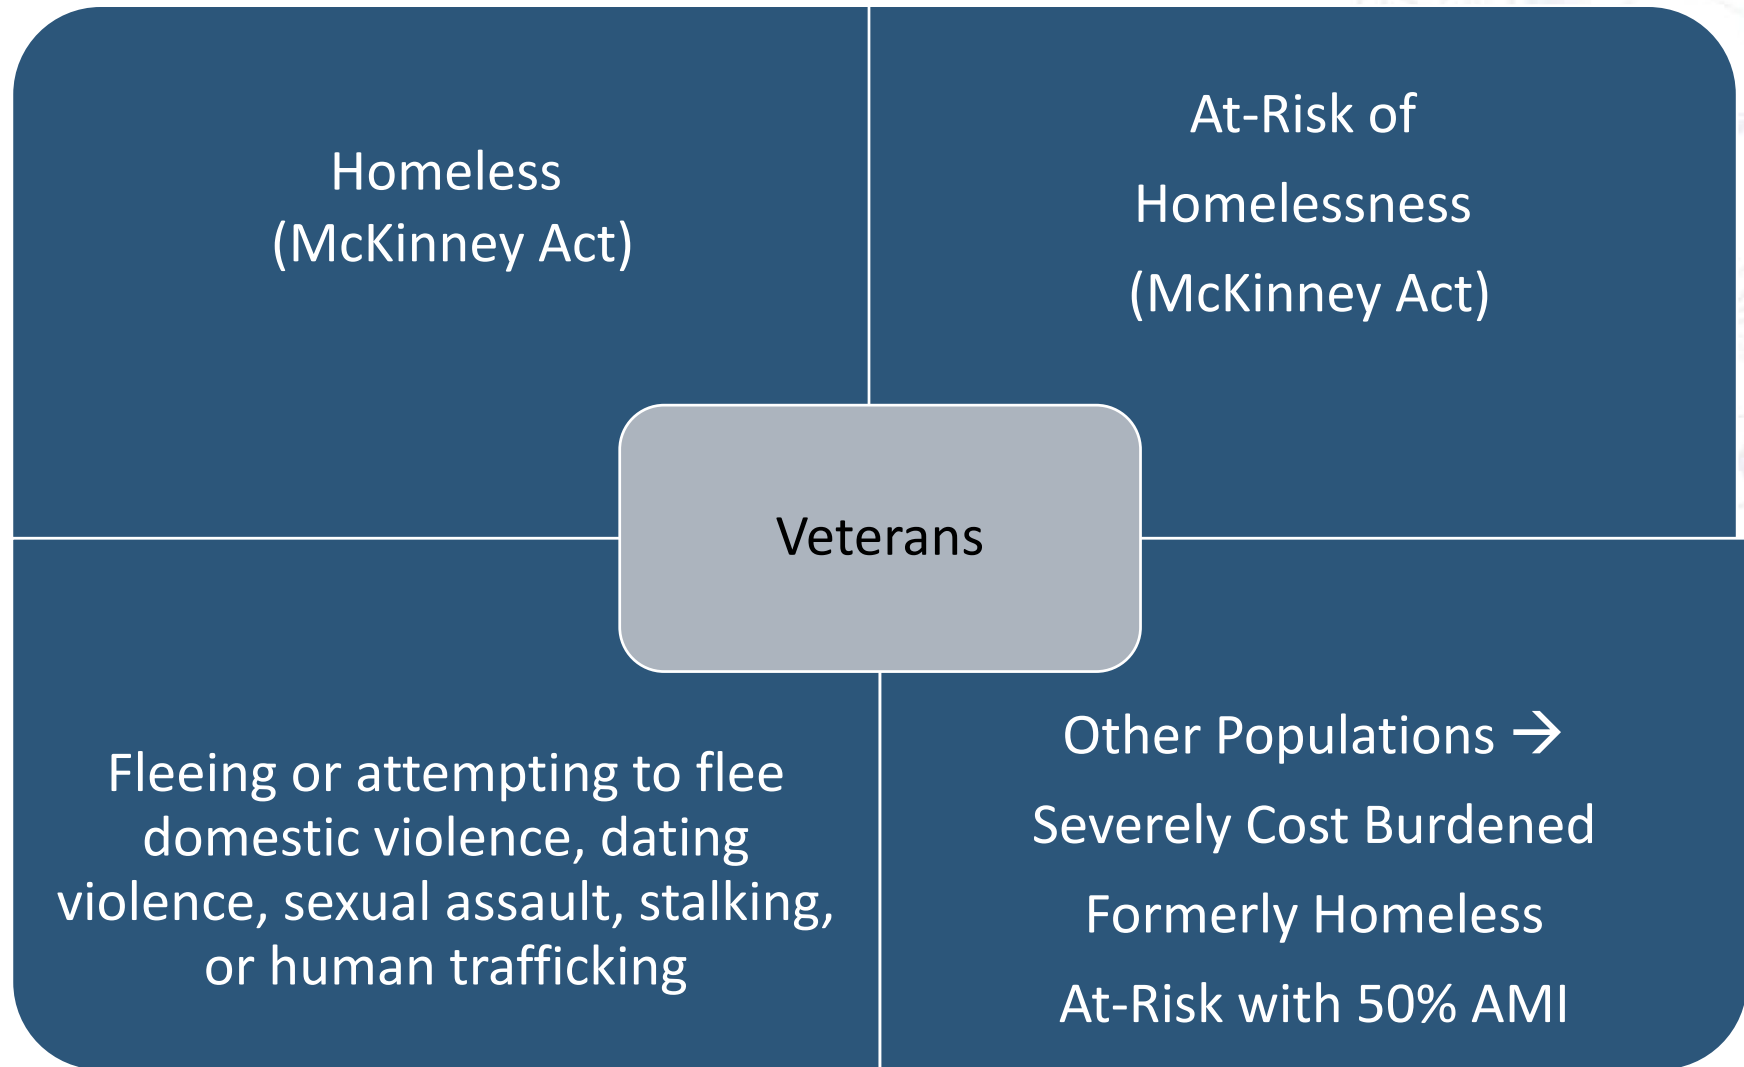 Homeless
(McKinney Act)
At-Risk of
Homelessness
(McKinney Act)
Veterans
Fleeing or attempting to flee
domestic violence, dating
violence, sexual assault, stalking,
or human trafficking
Other Populations →
Severely Cost Burdened
Formerly Homeless
At-Risk with 50% AMI